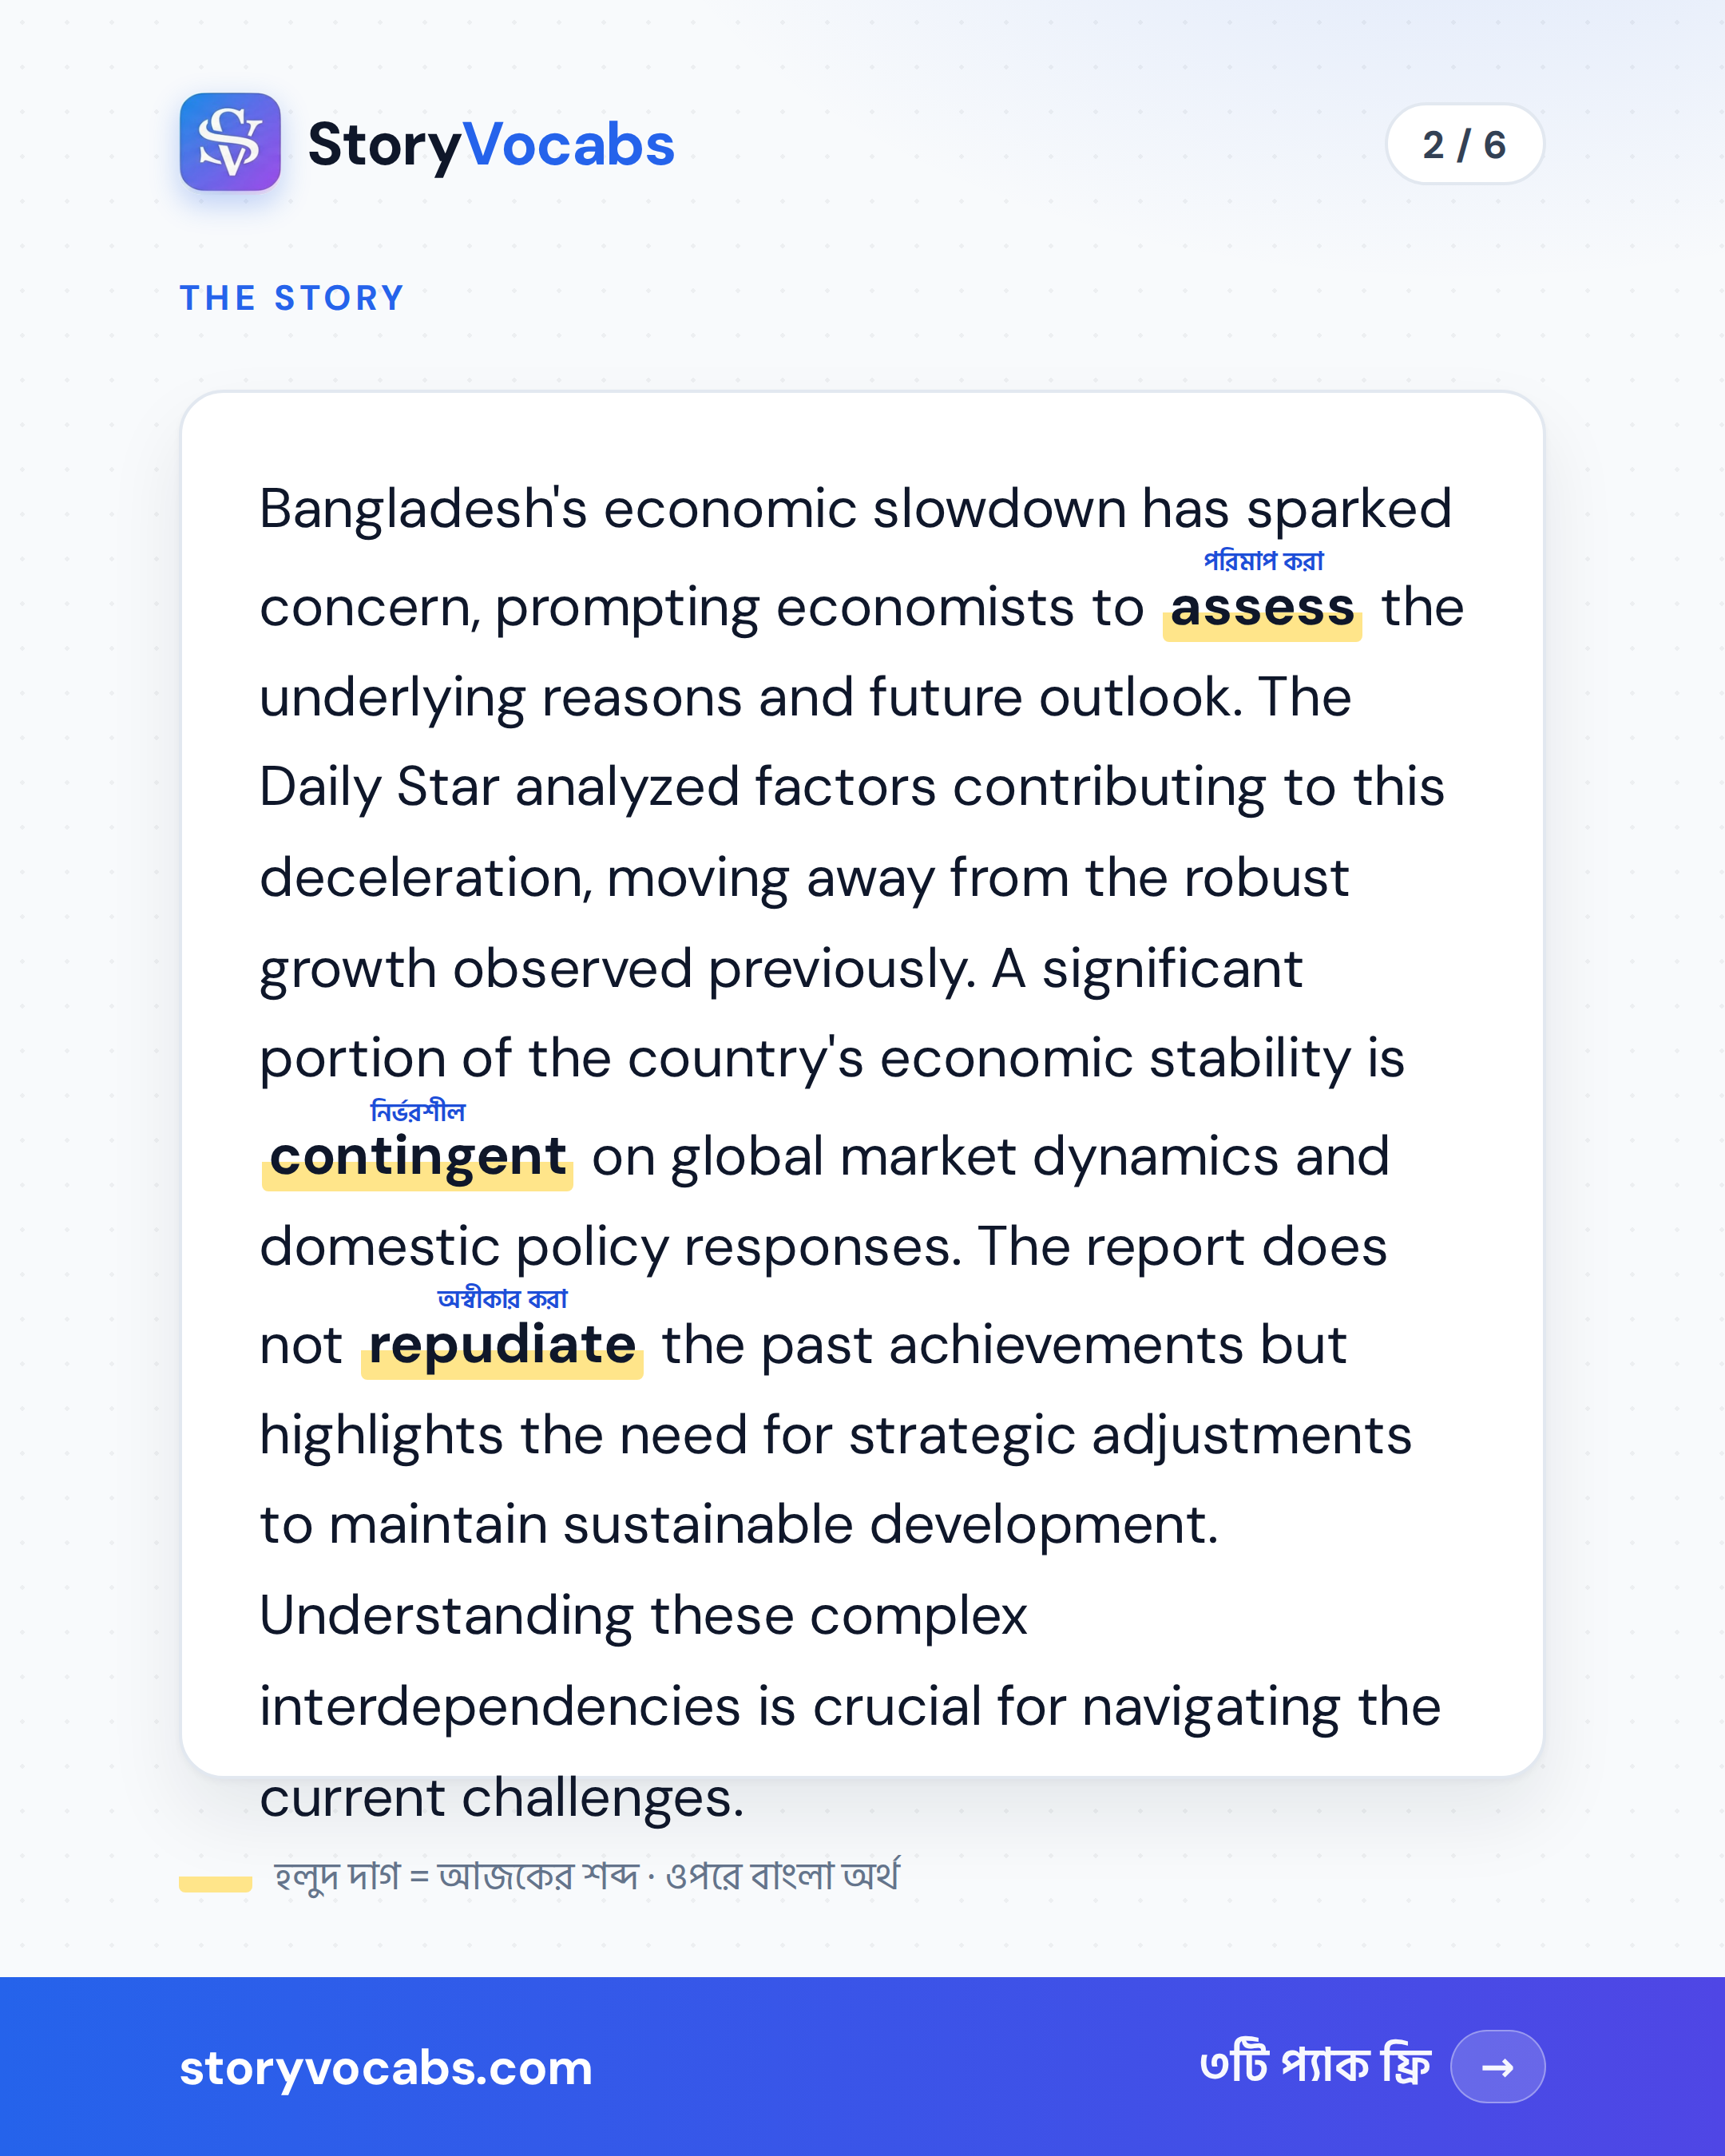 StoryVocabs
2 / 6
THE STORY
Bangladesh's economic slowdown has sparked
পরিমাপ করা
concern, prompting economists to assess the
underlying reasons and future outlook. The
Daily Star analyzed factors contributing to this
deceleration, moving away from the robust
growth observed previously. A significant
portion of the country's economic stability is
নির্ভরশীল
contingent on global market dynamics and
domestic policy responses. The report does
অস্বীকার করা
not repudiate the past achievements but
highlights the need for strategic adjustments
to maintain sustainable development.
Understanding these complex
interdependencies is crucial for navigating the
current challenges.
হলুদ দাগ = আজকের শব্দ · ওপরে বাংলা অর্থ
storyvocabs.com
৩টি প্যাক ফ্রি →